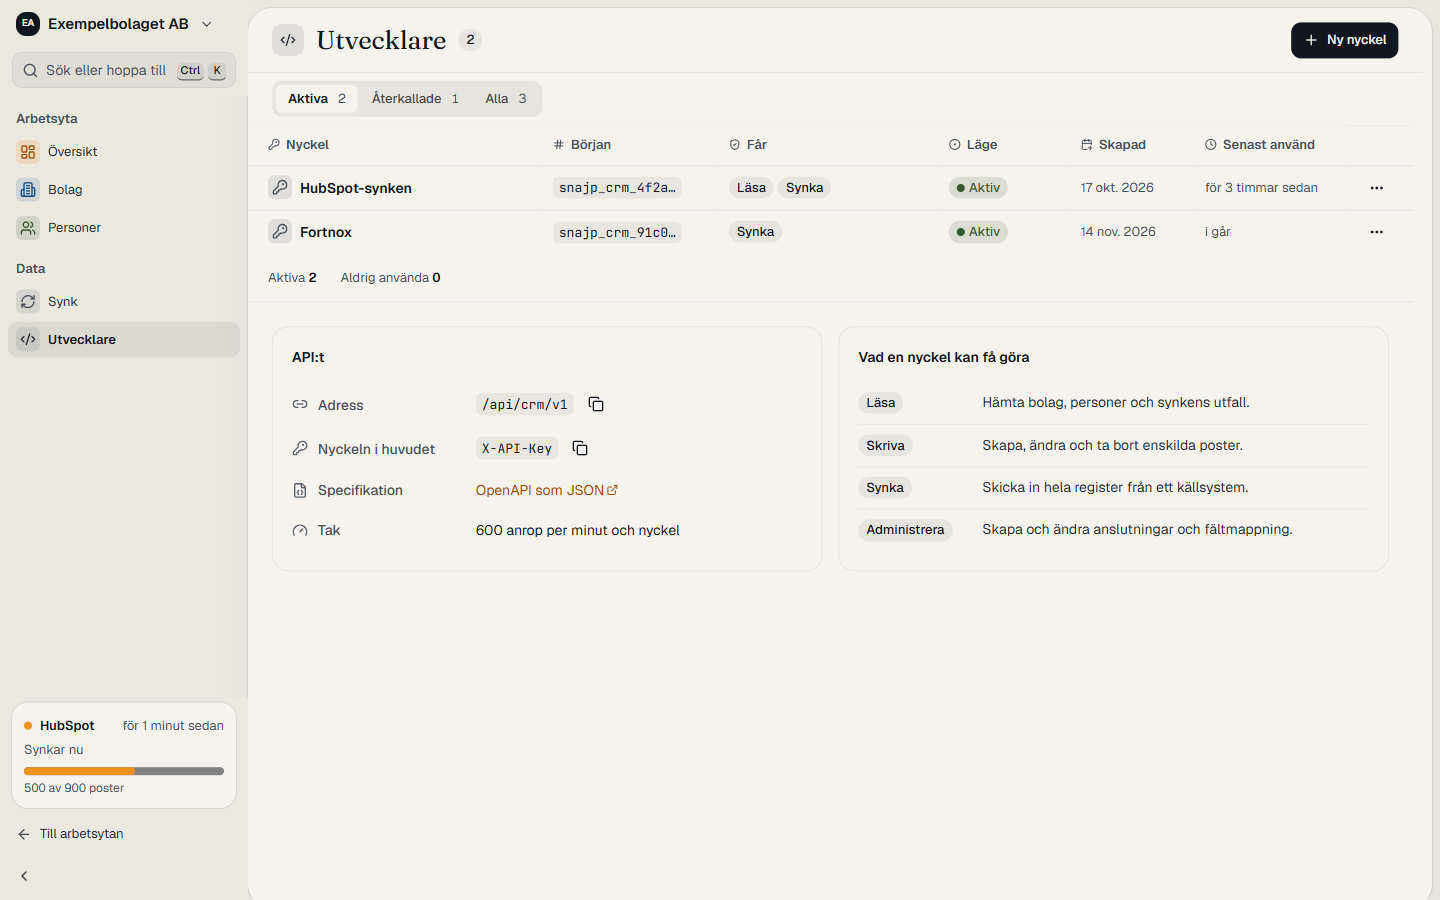 EA Exempelbolaget AB
Sök eller hoppa till Ctrl K
Arbetsyta
Översikt
Bolag
Personer
Data
Synk
Utvecklare
HubSpot för 1 minut sedan
Synkar nu
500 av 900 poster
Till arbetsytan
Utvecklare 2
Ny nyckel
Aktiva 2 Återkallade 1 Alla 3
Nyckel Början Får Läge Skapad Senast använd
HubSpot-synken snajp_crm_4f2a… Läsa Synka Aktiv 17 okt. 2026 för 3 timmar sedan
Fortnox snajp_crm_91c0… Synka Aktiv 14 nov. 2026 i går
Aktiva 2 Aldrig använda 0
API:t
Adress /api/crm/v1
Nyckeln i huvudet X-API-Key
Specifikation OpenAPI som JSON
Tak 600 anrop per minut och nyckel
Vad en nyckel kan få göra
Läsa Hämta bolag, personer och synkens utfall.
Skriva Skapa, ändra och ta bort enskilda poster.
Synka Skicka in hela register från ett källsystem.
Administrera Skapa och ändra anslutningar och fältmappning.